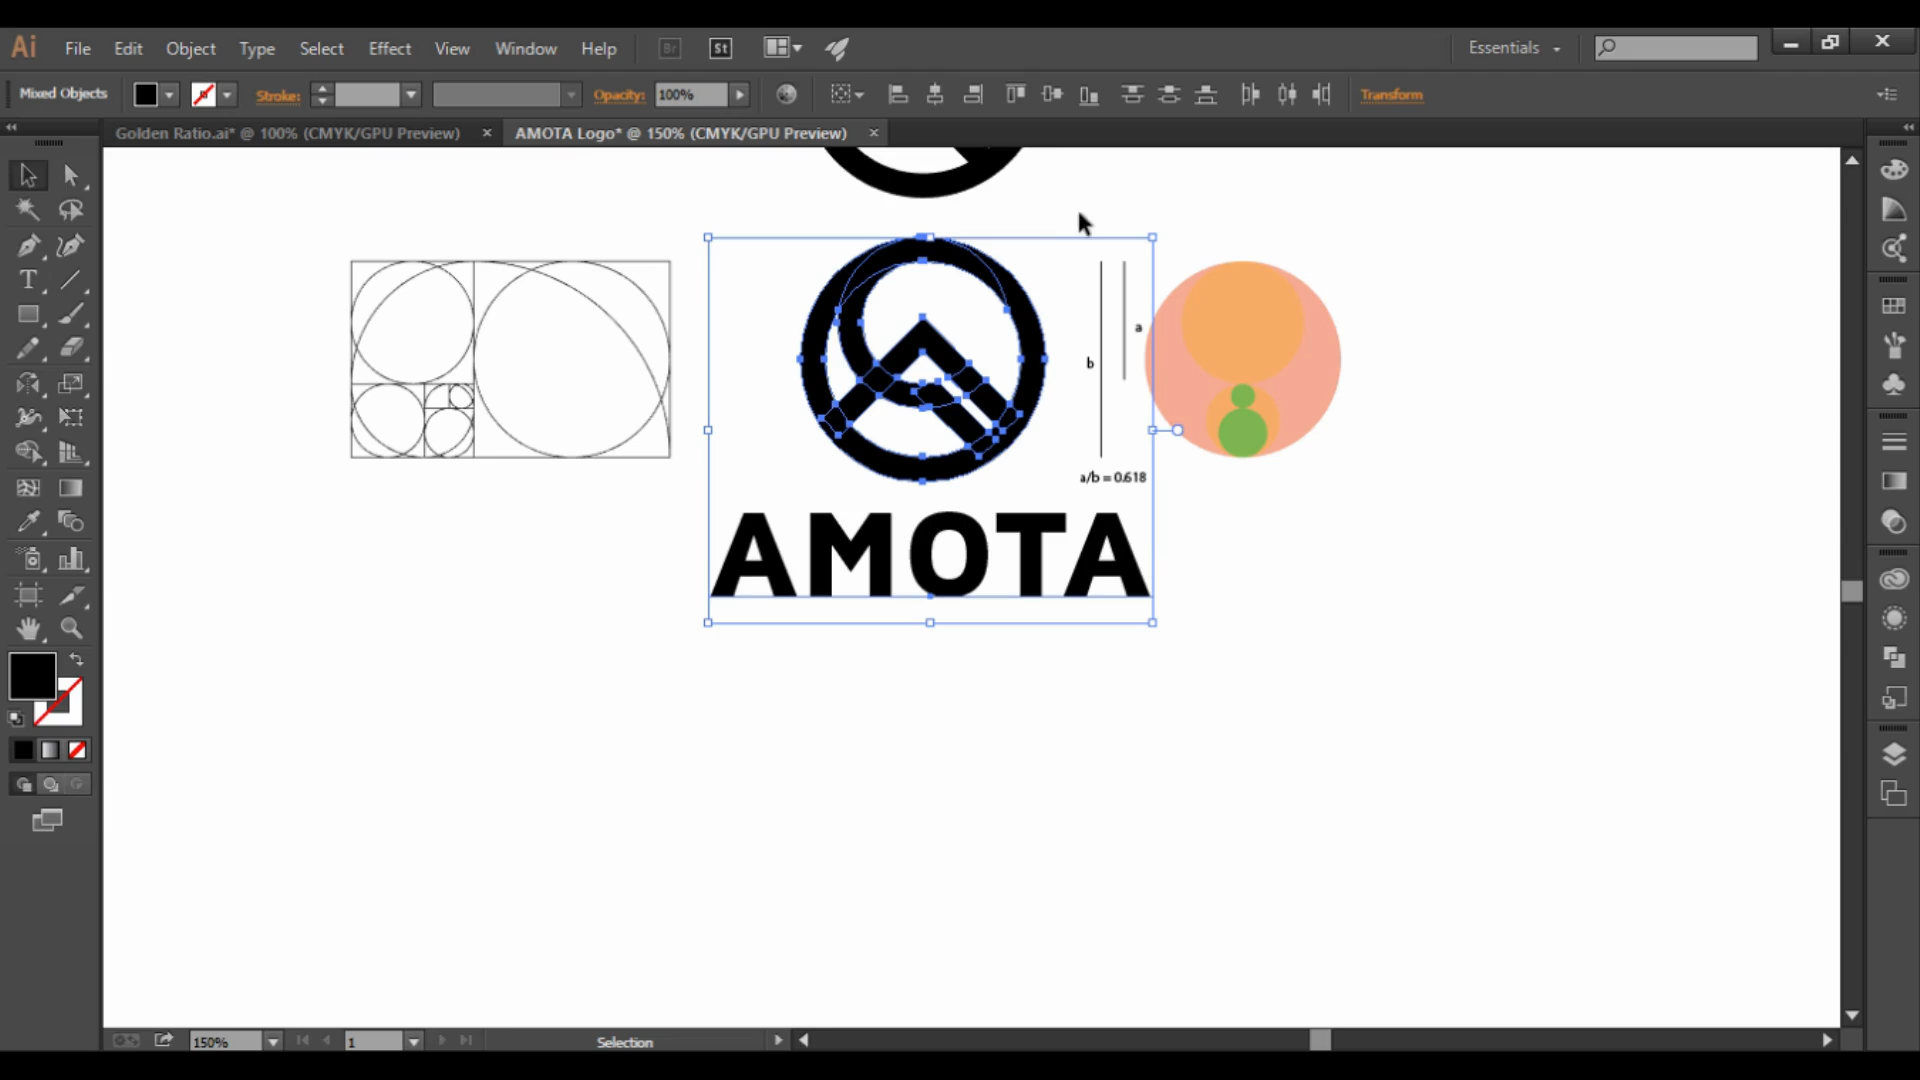 Ai File Edit Object Type Select Effect View Window Help Br St Essentials
Mixed Objects Stroke: Opacity: 100% Transform
Golden Ratio.ai* @ 100% (CMYK/GPU Preview) × AMOTA Logo* @ 150% (CMYK/GPU Preview) ×
a
b
a/b = 0.618
AMOTA
150% 1 Selection